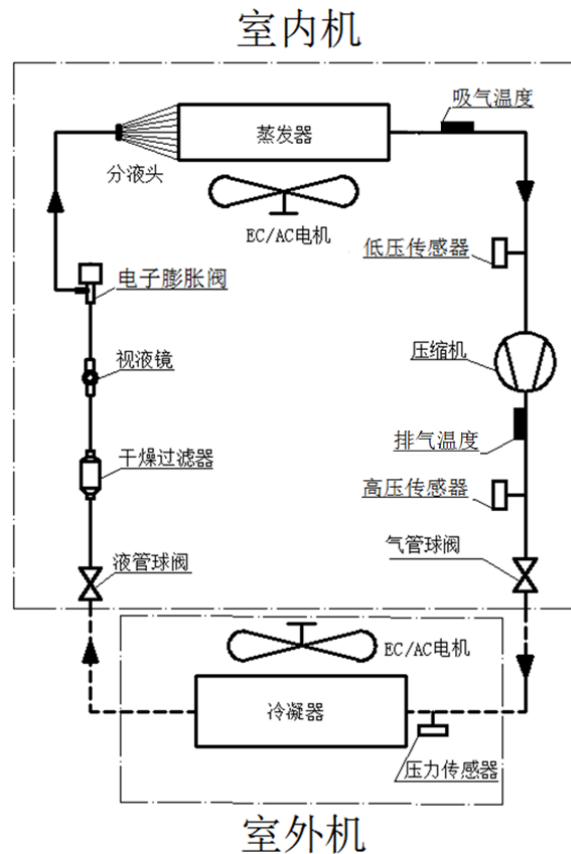 室内机
吸气温度
蒸发器
分液头
EC/AC电机
低压传感器
电子膨胀阀
压缩机
视液镜
排气温度
干燥过滤器
高压传感器
液管球阀
气管球阀
EC/AC电机
冷凝器
压力传感器
室外机